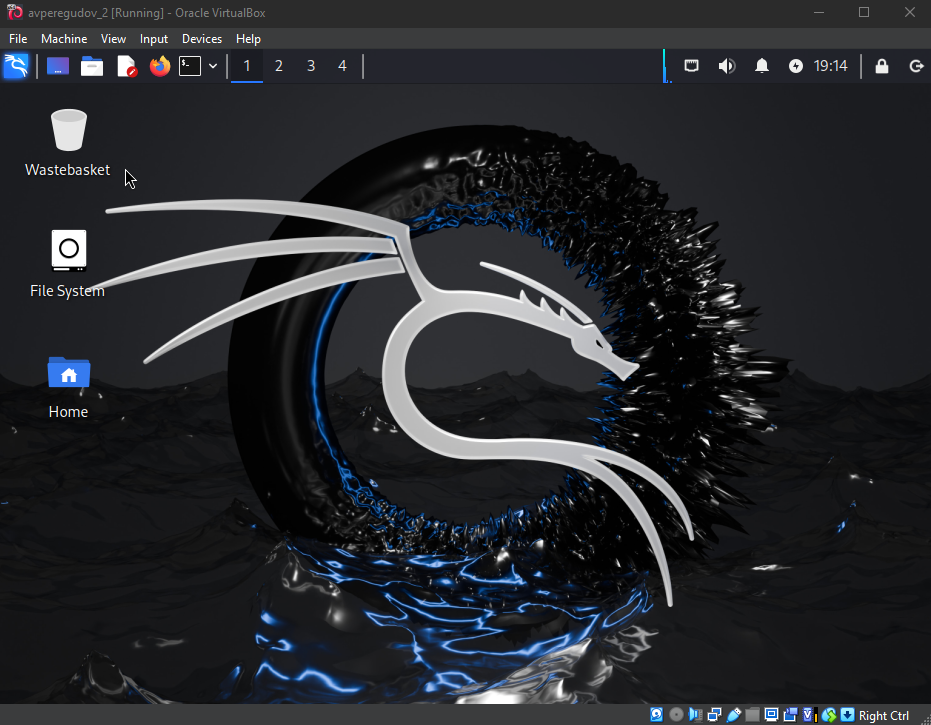 avperegudov_2 [Running] - Oracle VirtualBox
File Machine View Input Devices Help
1 2 3 4 19:14
Wastebasket
File System
Home
Right Ctrl